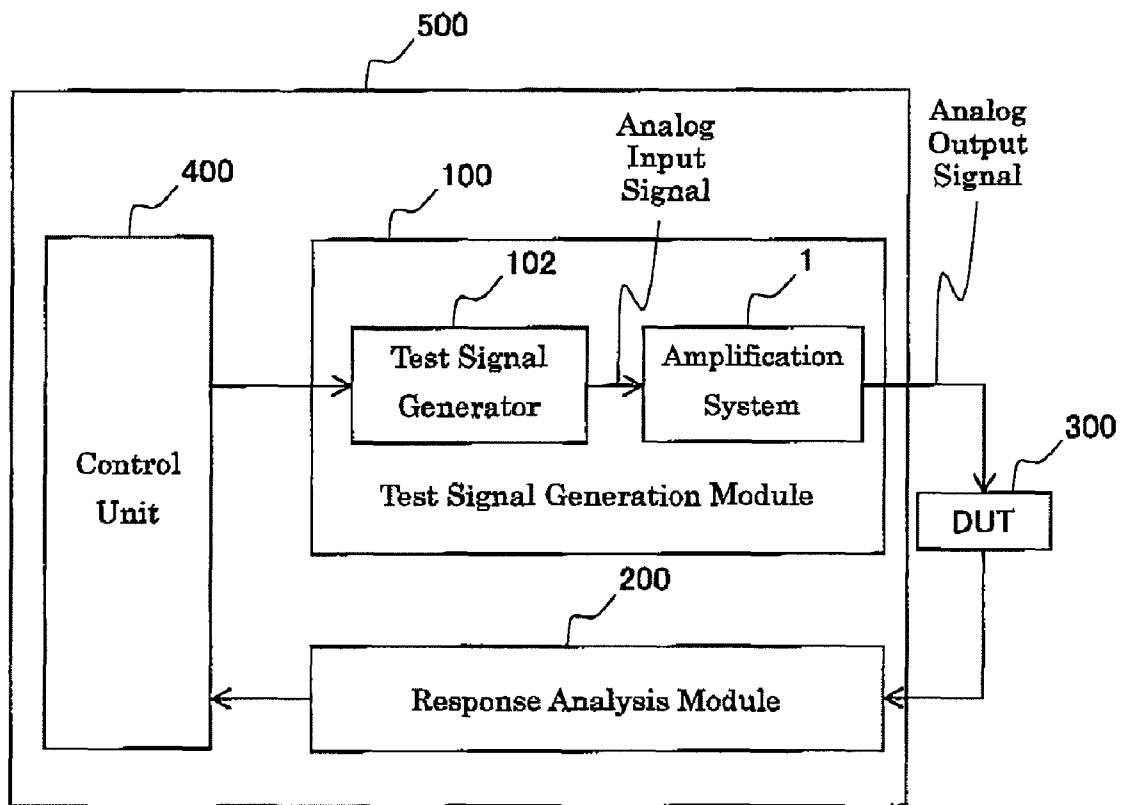 500
Analog
Output
Signal
Analog
Input
Signal
400
100
102
1
Test Signal
Generator
Amplification
System
300
Control
Unit
Test Signal Generation Module
DUT
200
Response Analysis Module